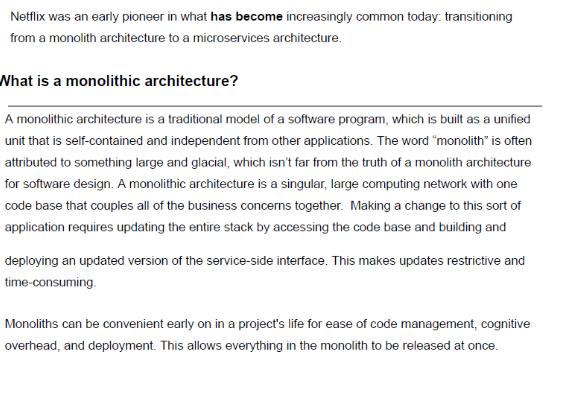 Netflix was an early pioneer in what has become increasingly common today: transitioning
from a monolith architecture to a microservices architecture.
What is a monolithic architecture?
A monolithic architecture is a traditional model of a software program, which is built as a unified
unit that is self-contained and independent from other applications. The word “monolith” is often
attributed to something large and glacial, which isn’t far from the truth of a monolith architecture
for software design. A monolithic architecture is a singular, large computing network with one
code base that couples all of the business concerns together.  Making a change to this sort of
application requires updating the entire stack by accessing the code base and building and
deploying an updated version of the service-side interface. This makes updates restrictive and
time-consuming.
Monoliths can be convenient early on in a project's life for ease of code management, cognitive
overhead, and deployment. This allows everything in the monolith to be released at once.